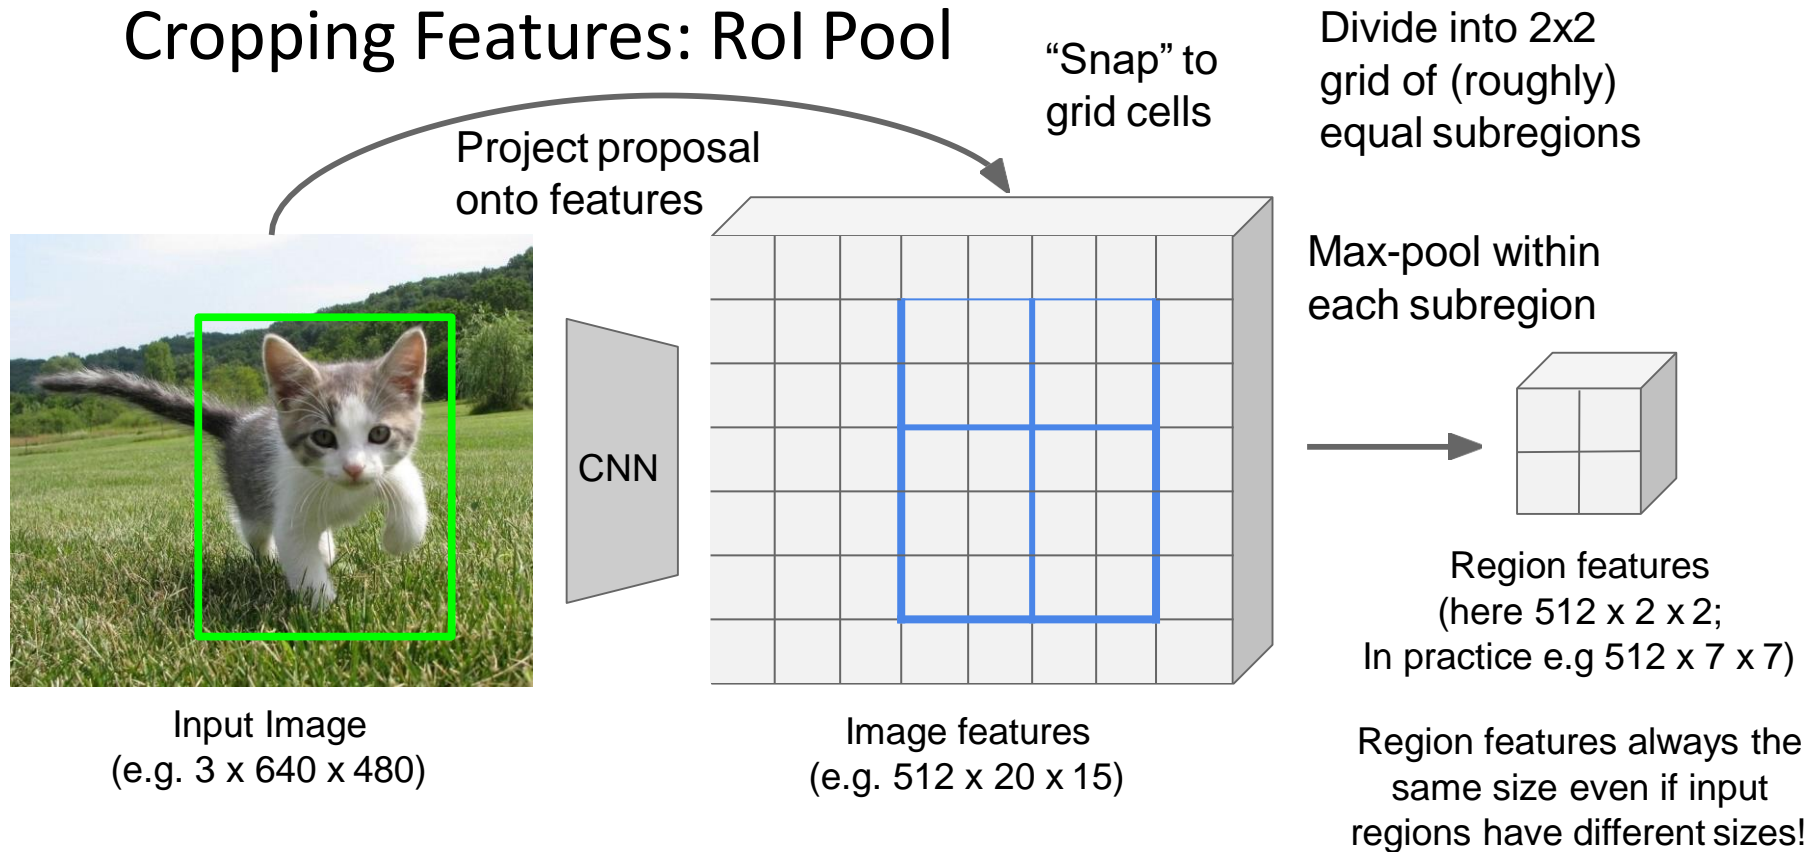 Cropping Features: RoI Pool
“Snap” to
grid cells
Divide into 2x2
grid of (roughly)
equal subregions
Project proposal
onto features
Max-pool within
each subregion
CNN
Input Image
(e.g. 3 x 640 x 480)
Image features
(e.g. 512 x 20 x 15)
Region features
(here 512 x 2 x 2;
In practice e.g 512 x 7 x 7)
Region features always the
same size even if input
regions have different sizes!